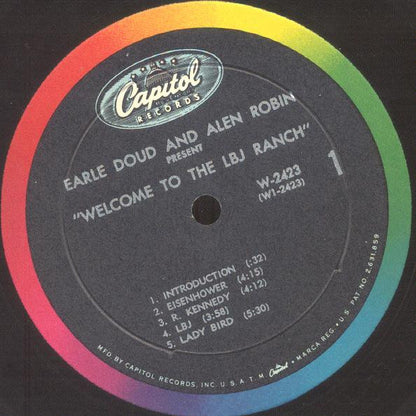 Capitol
RECORDS
EARLE DOUD AND ALEN ROBIN
PRESENT
"WELCOME TO THE LBJ RANCH"
W-2423
(W1-2423)
1
1. INTRODUCTION (:32)
2. EISENHOWER (4:15)
3. R. KENNEDY (4:12)
4. LBJ (3:58)
5. LADY BIRD (5:30)
MFD. BY CAPITOL RECORDS, INC. U.S.A. T.M. Capitol MARCA REG. • U.S. PAT. NO. 2,631,859